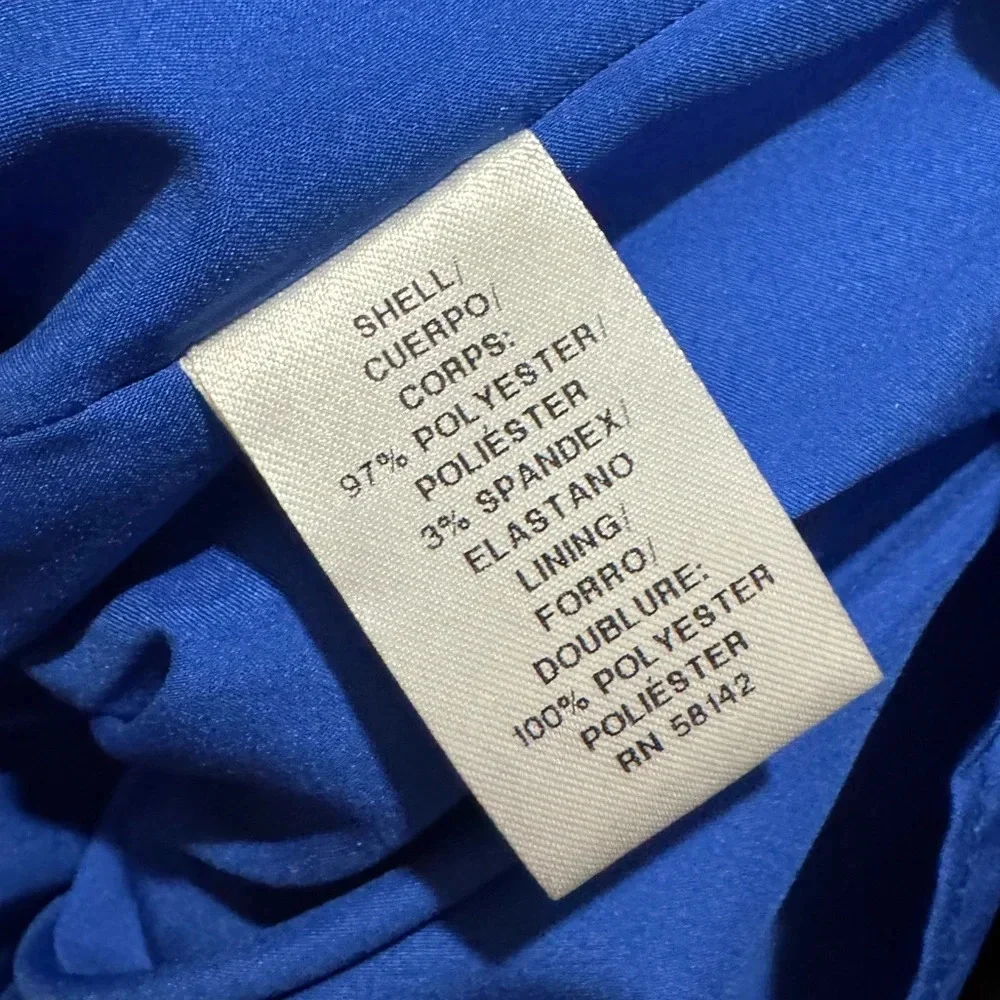 SHELL/
CUERPO/
CORPS:
97% POLYESTER/
POLIÉSTER
3% SPANDEX/
ELASTANO
LINING/
FORRO/
DOUBLURE:
100% POLYESTER
POLIÉSTER
RN 58142